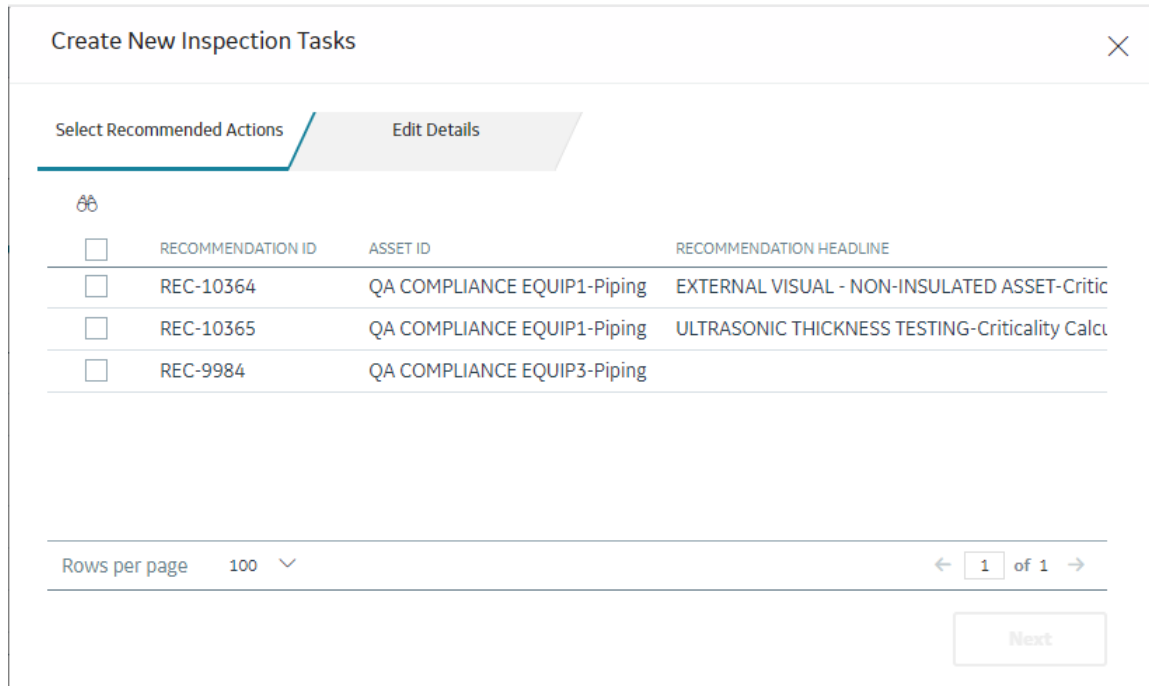 Create New Inspection Tasks
Select Recommended Actions Edit Details
RECOMMENDATION ID ASSET ID RECOMMENDATION HEADLINE
REC-10364 QA COMPLIANCE EQUIP1-Piping EXTERNAL VISUAL - NON-INSULATED ASSET-Critic
REC-10365 QA COMPLIANCE EQUIP1-Piping ULTRASONIC THICKNESS TESTING-Criticality Calcu
REC-9984 QA COMPLIANCE EQUIP3-Piping
Rows per page 100 1 of 1
Next